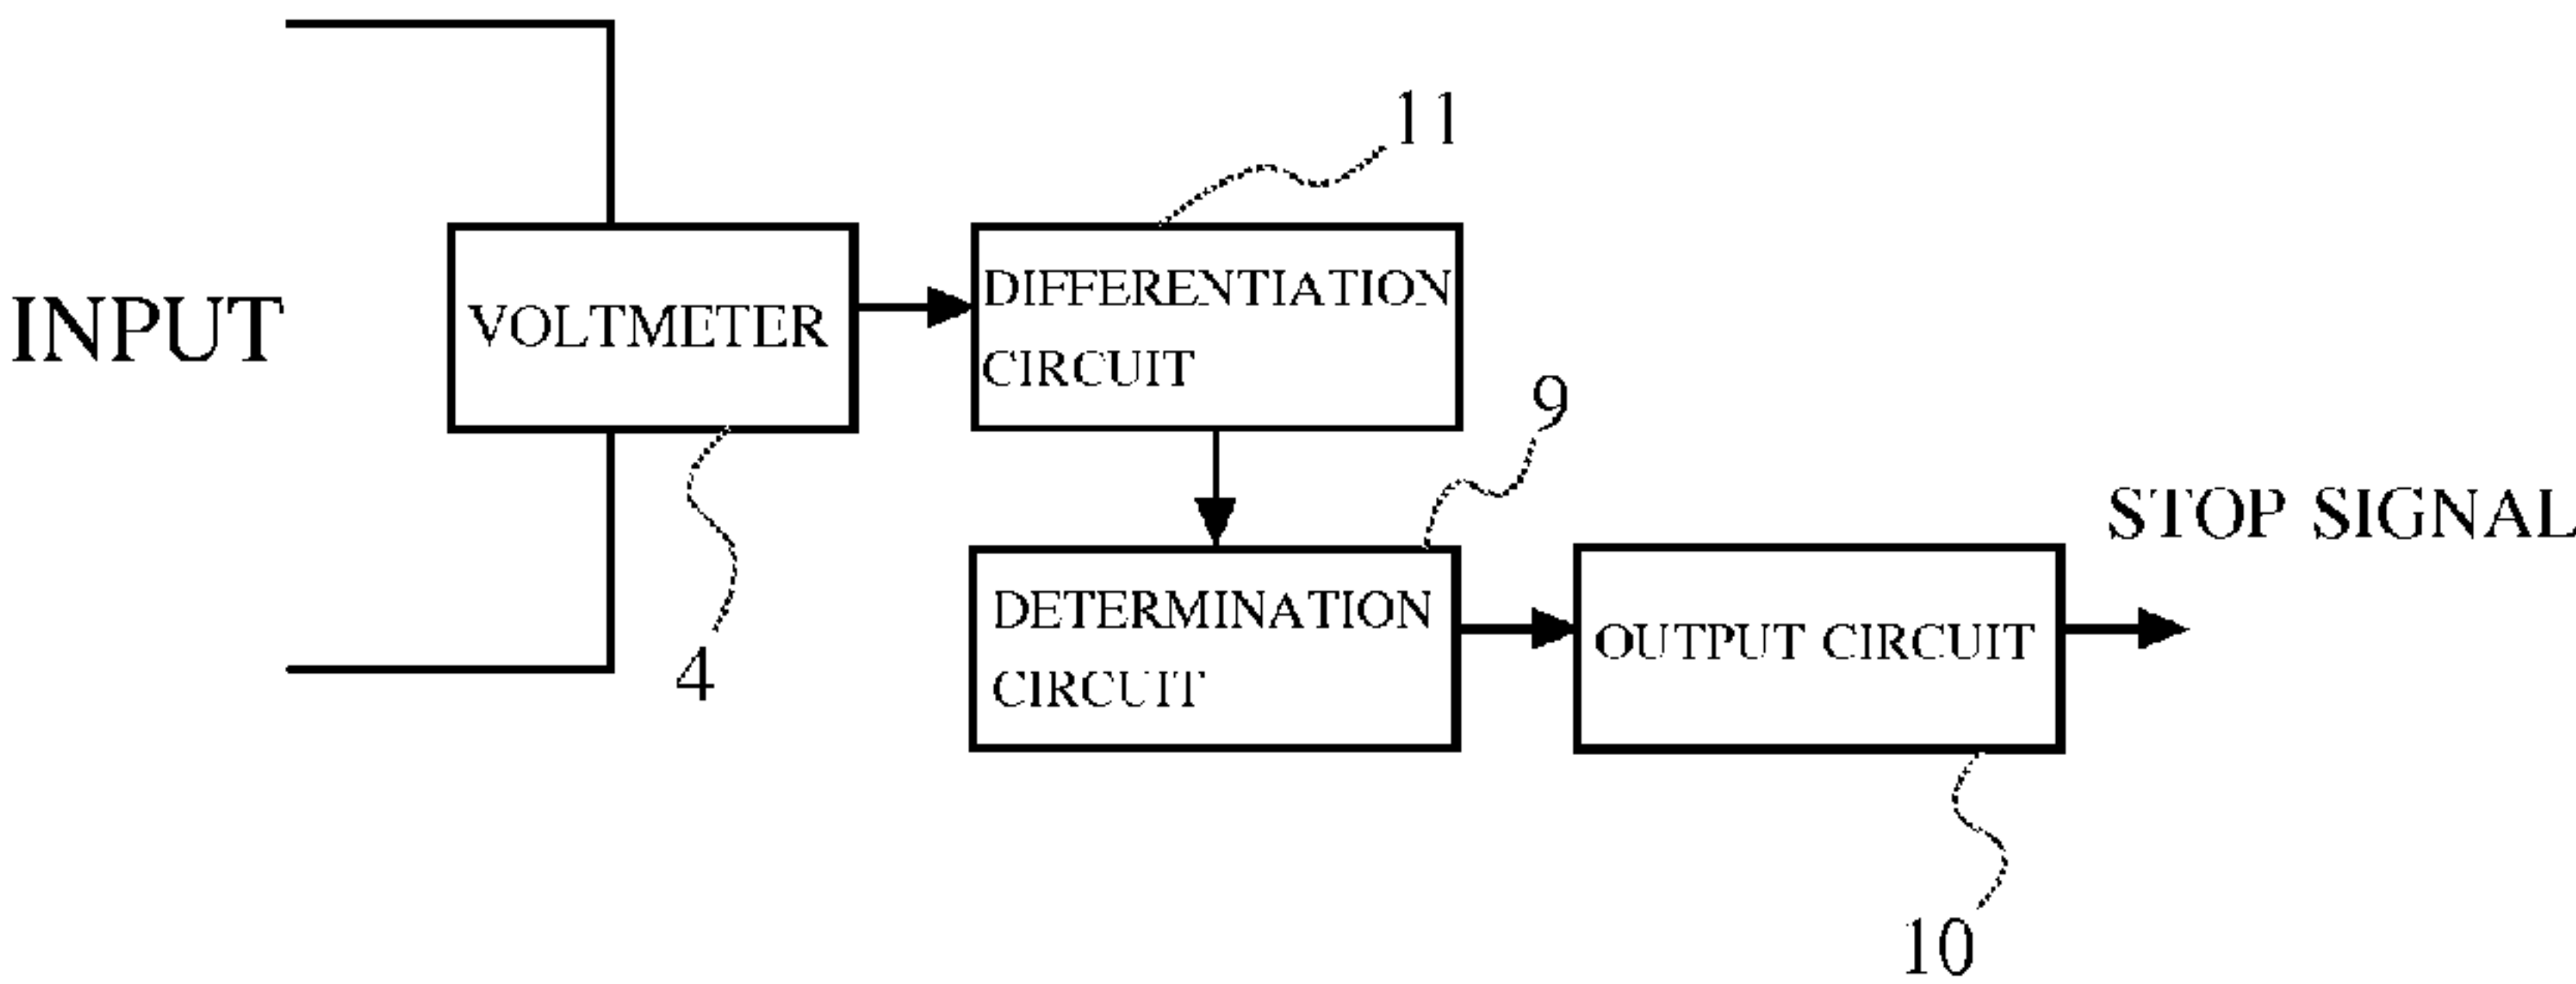 11
INPUT
VOLTMETER
DIFFERENTIATION
CIRCUIT
9
4
DETERMINATION
CIRCUIT
OUTPUT CIRCUIT
STOP SIGNAL
10